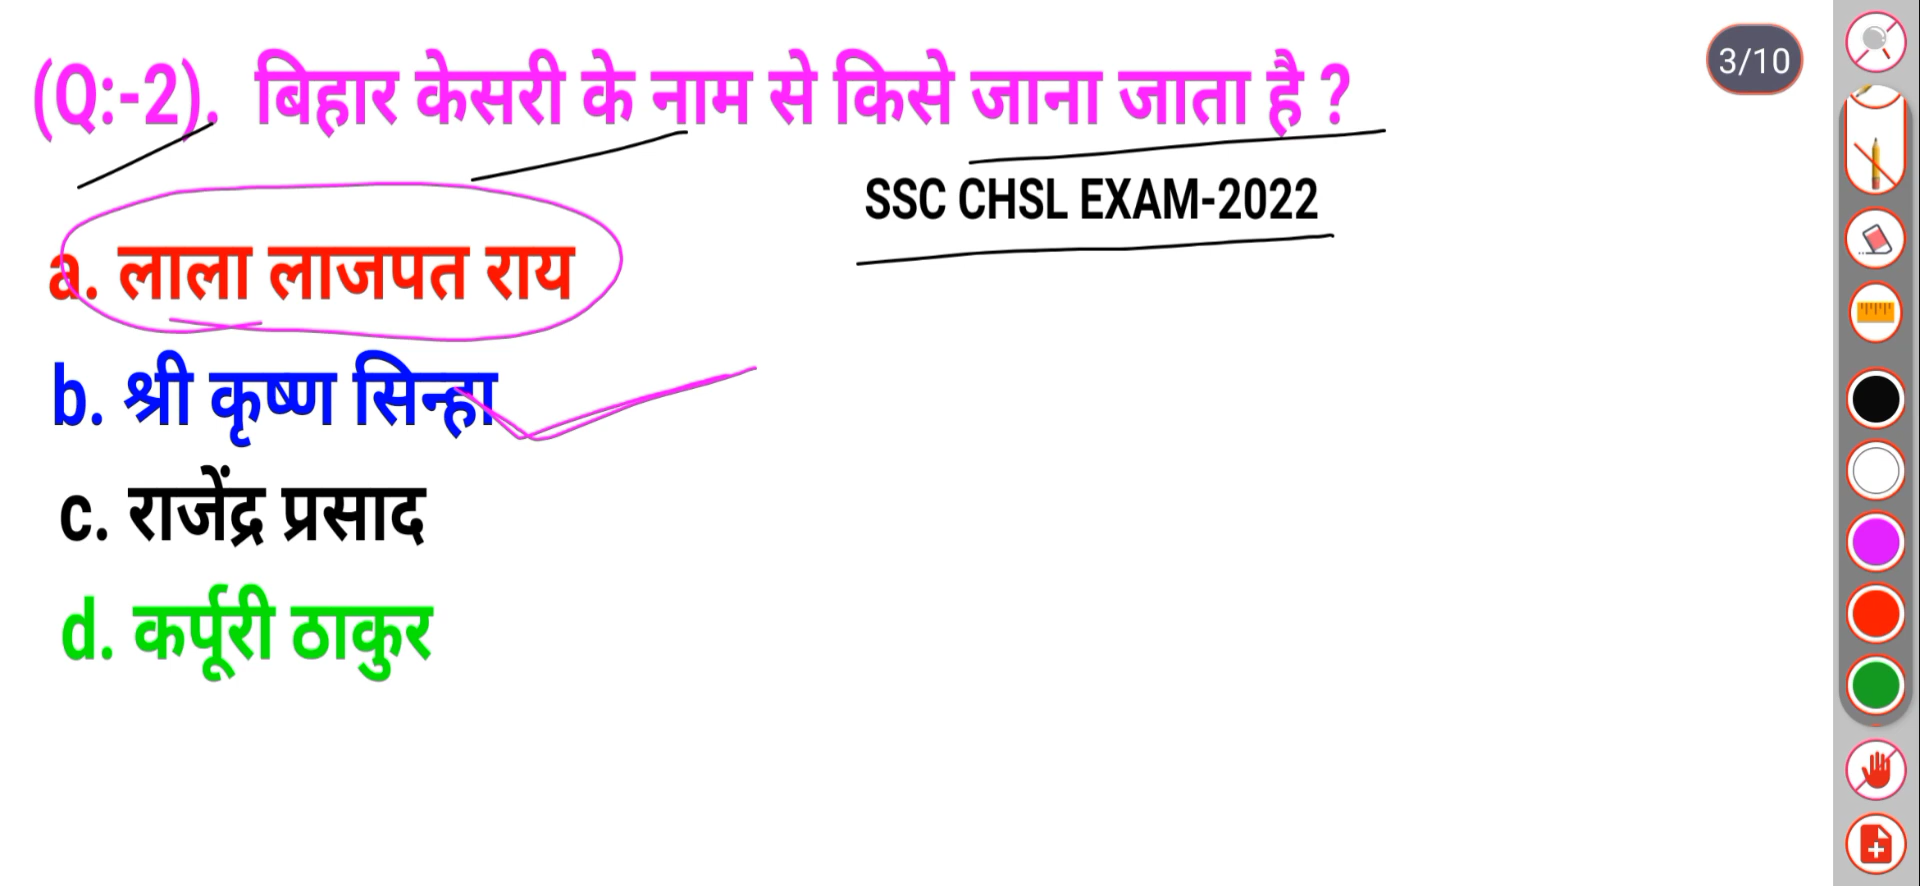 (Q:-2). बिहार केसरी के नाम से किसे जाना जाता है ?
3/10
SSC CHSL EXAM-2022
a. लाला लाजपत राय
b. श्री कृष्ण सिन्हा
c. राजेंद्र प्रसाद
d. कर्पूरी ठाकुर